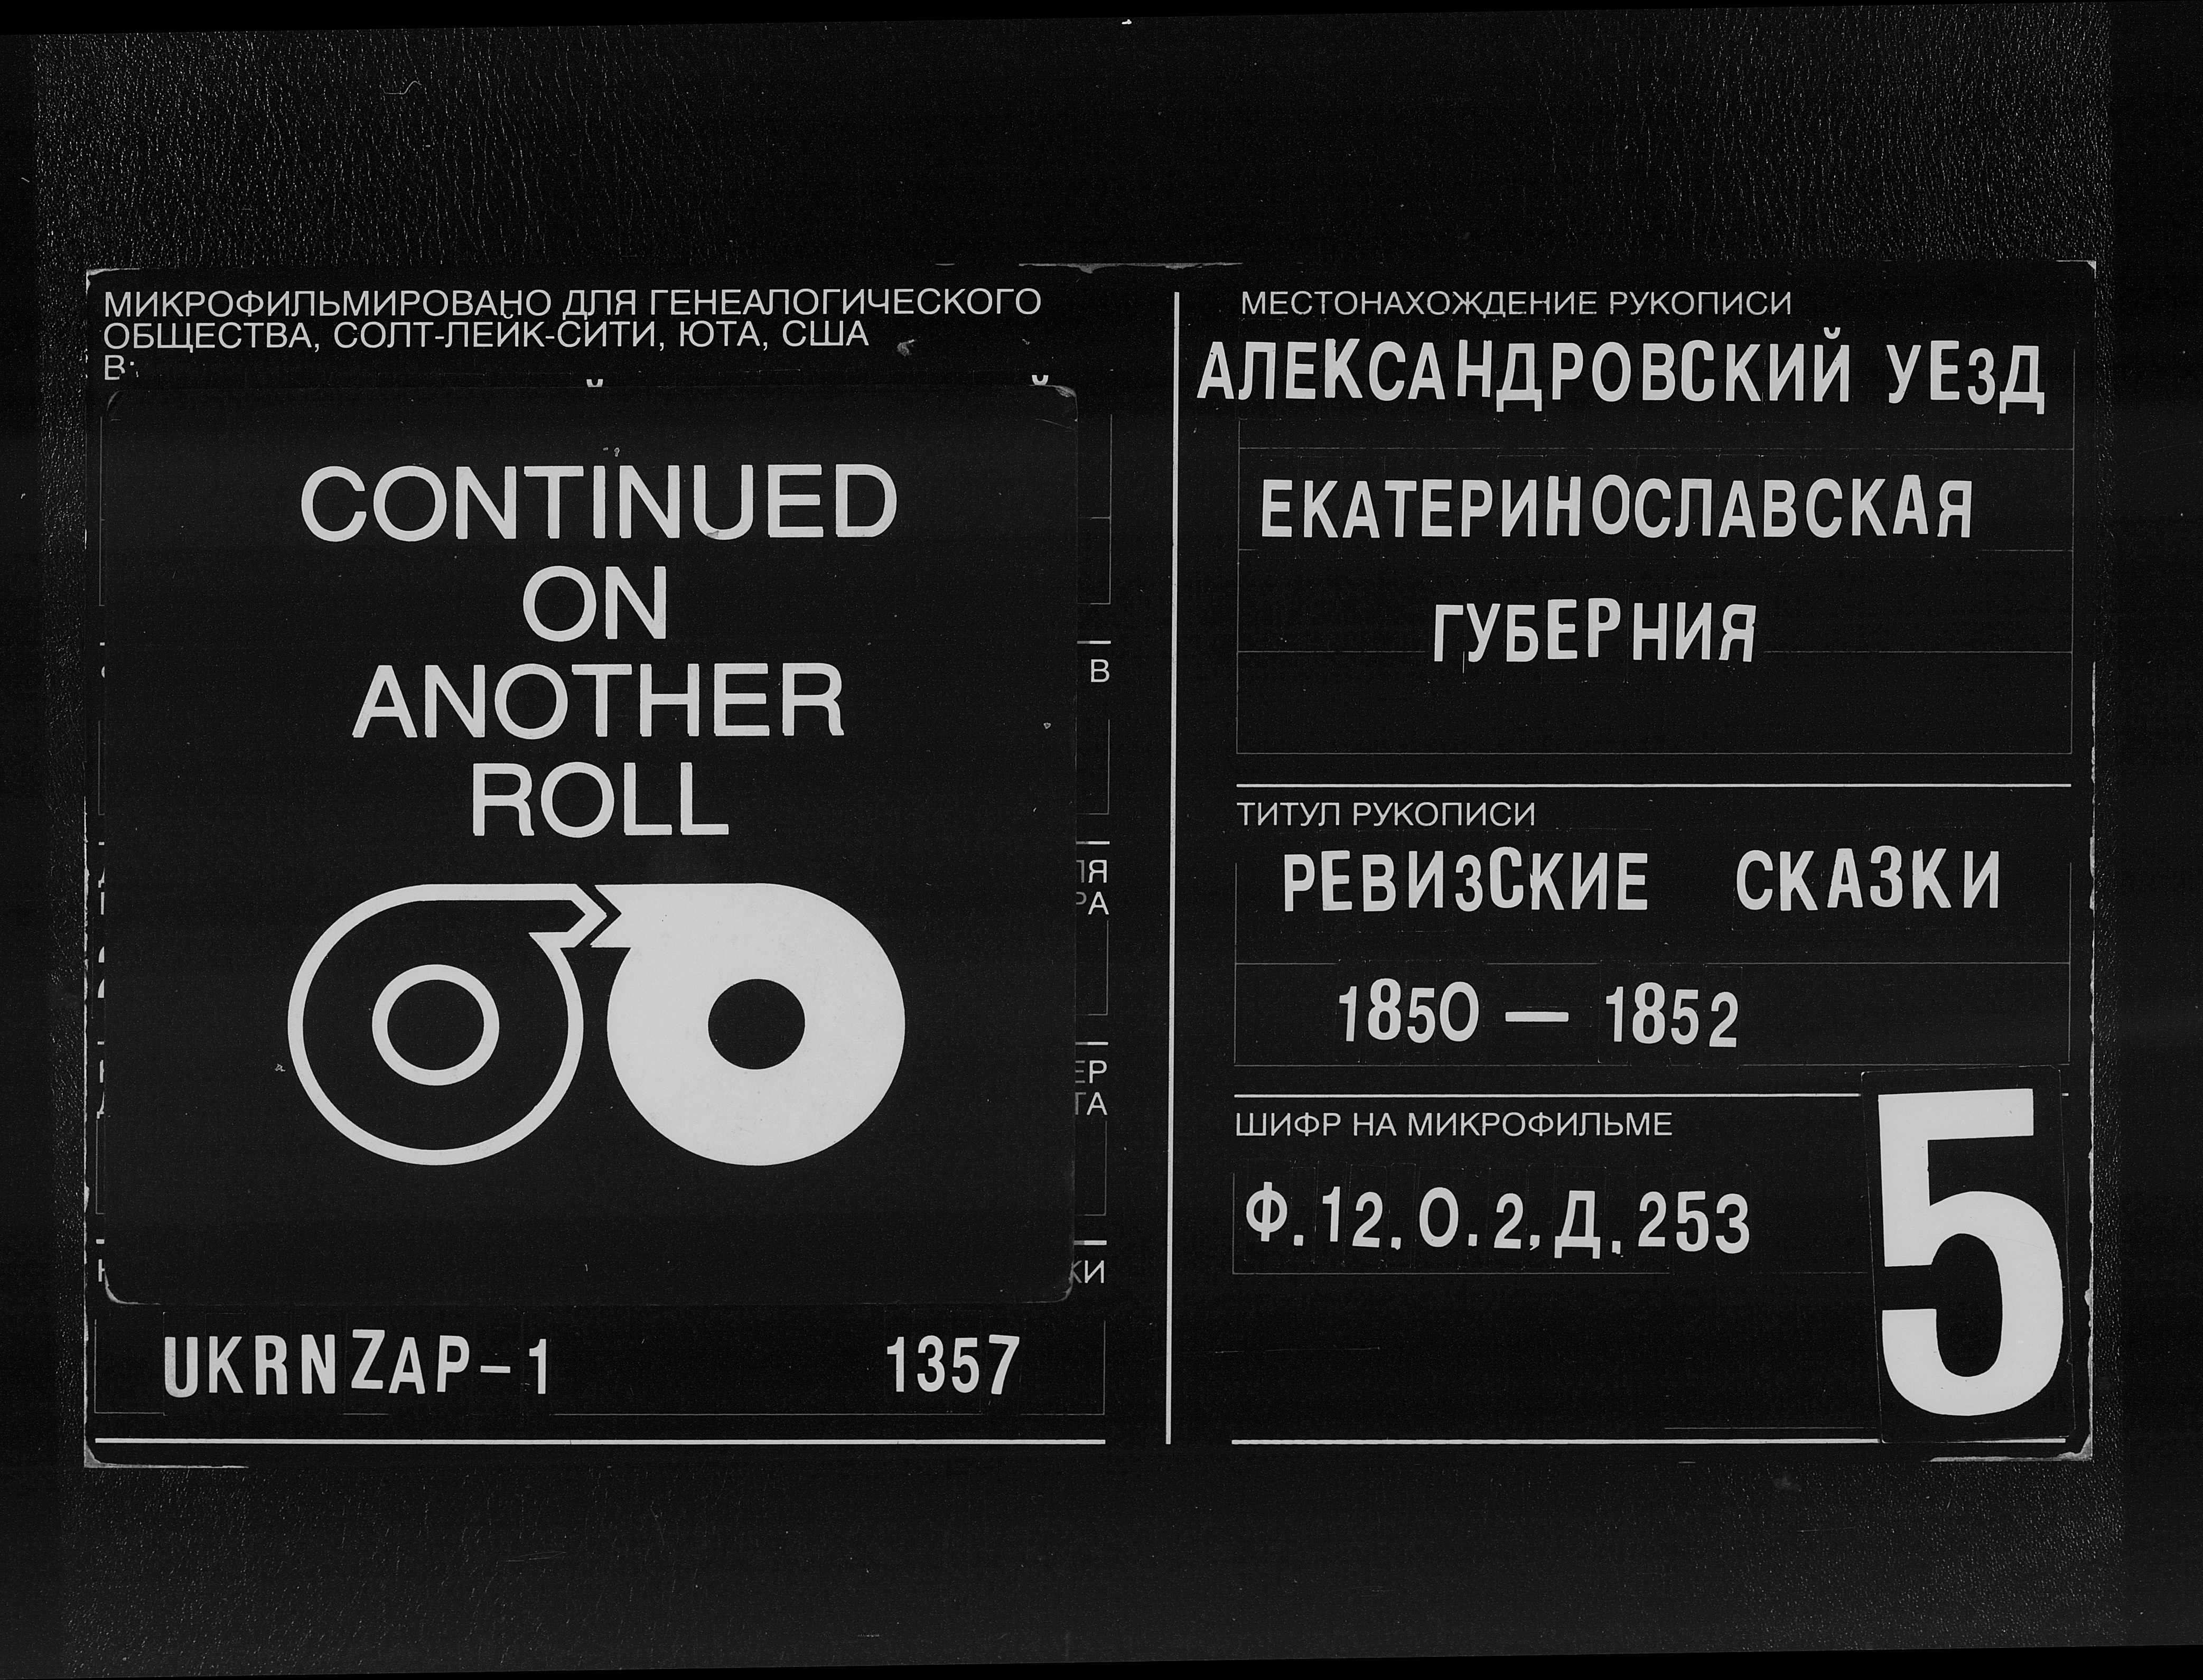 МИКРОФИЛЬМИРОВАНО ДЛЯ ГЕНЕАЛОГИЧЕСКОГО
ОБЩЕСТВА, СОЛТ-ЛЕЙК-СИТИ, ЮТА, США
В:
CONTINUED
ON
ANOTHER
ROLL
UKRNZAP-1 1357
МЕСТОНАХОЖДЕНИЕ РУКОПИСИ
АЛЕКСАНДРОВСКИЙ УЕЗД
ЕКАТЕРИНОСЛАВСКАЯ
ГУБЕРНИЯ
ТИТУЛ РУКОПИСИ
РЕВИЗСКИЕ СКАЗКИ
1850 — 1852
ШИФР НА МИКРОФИЛЬМЕ
Ф.12.О.2,Д.253
5